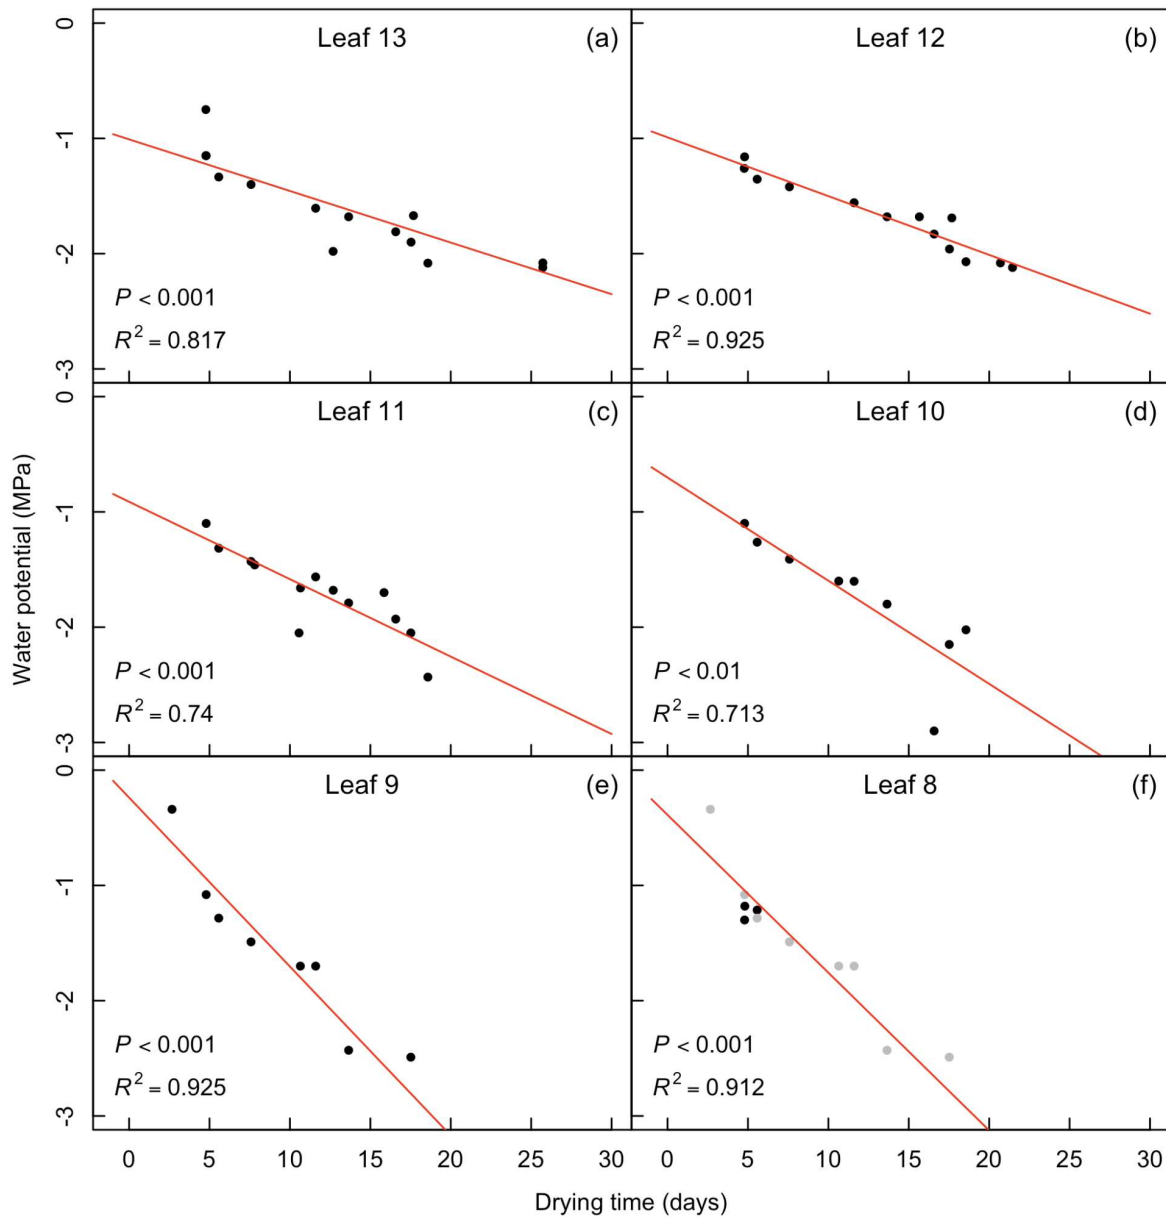 Leaf 13 (a)
Leaf 12 (b)
0
-1
-2
-3
P < 0.001
R² = 0.817
P < 0.001
R² = 0.925
Leaf 11 (c)
Leaf 10 (d)
0
-1
-2
-3
P < 0.001
R² = 0.74
P < 0.01
R² = 0.713
Water potential (MPa)
Leaf 9 (e)
Leaf 8 (f)
0
-1
-2
-3
P < 0.001
R² = 0.925
P < 0.001
R² = 0.912
0 5 10 15 20 25 30
0 5 10 15 20 25 30
Drying time (days)